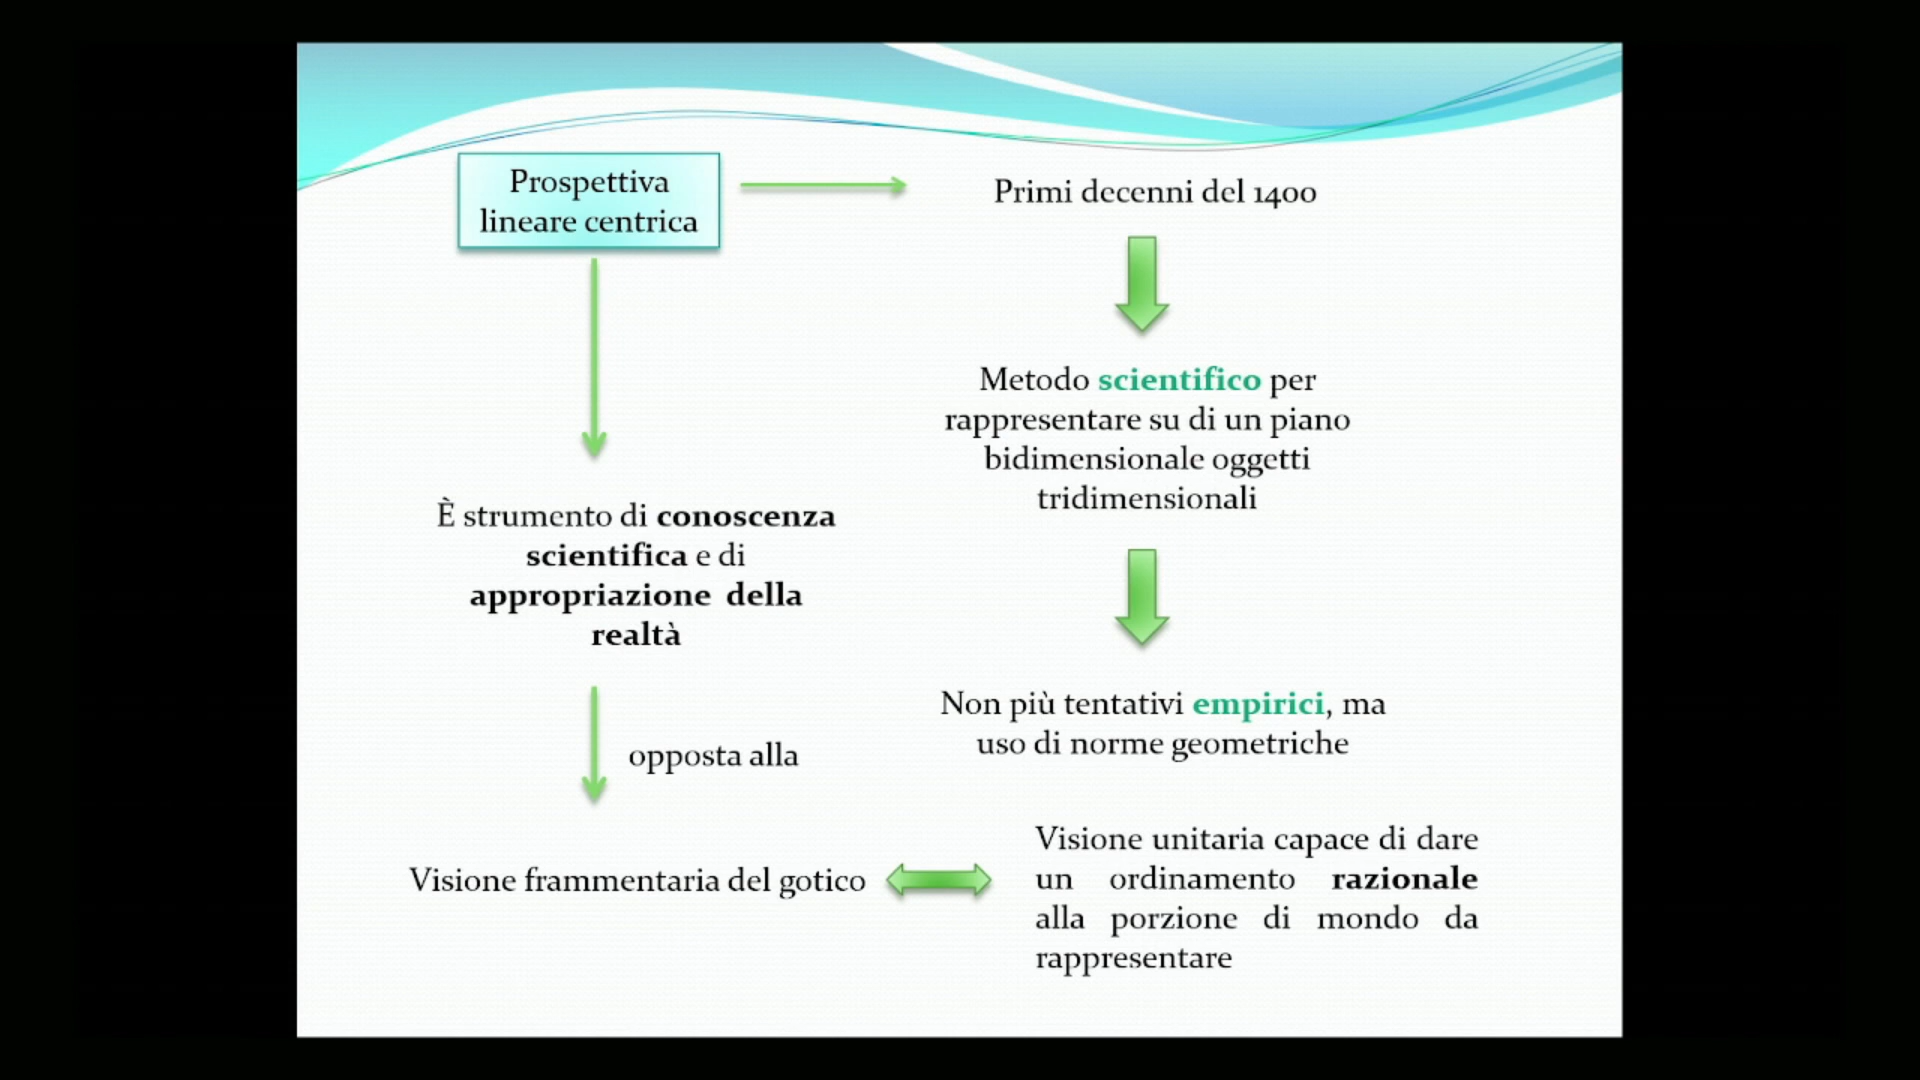 Prospettiva
lineare centrica
Primi decenni del 1400
Metodo scientifico per
rappresentare su di un piano
bidimensionale oggetti
tridimensionali
È strumento di conoscenza
scientifica e di
appropriazione della
realtà
Non più tentativi empirici, ma
uso di norme geometriche
opposta alla
Visione frammentaria del gotico
Visione unitaria capace di dare
un ordinamento razionale
alla porzione di mondo da
rappresentare